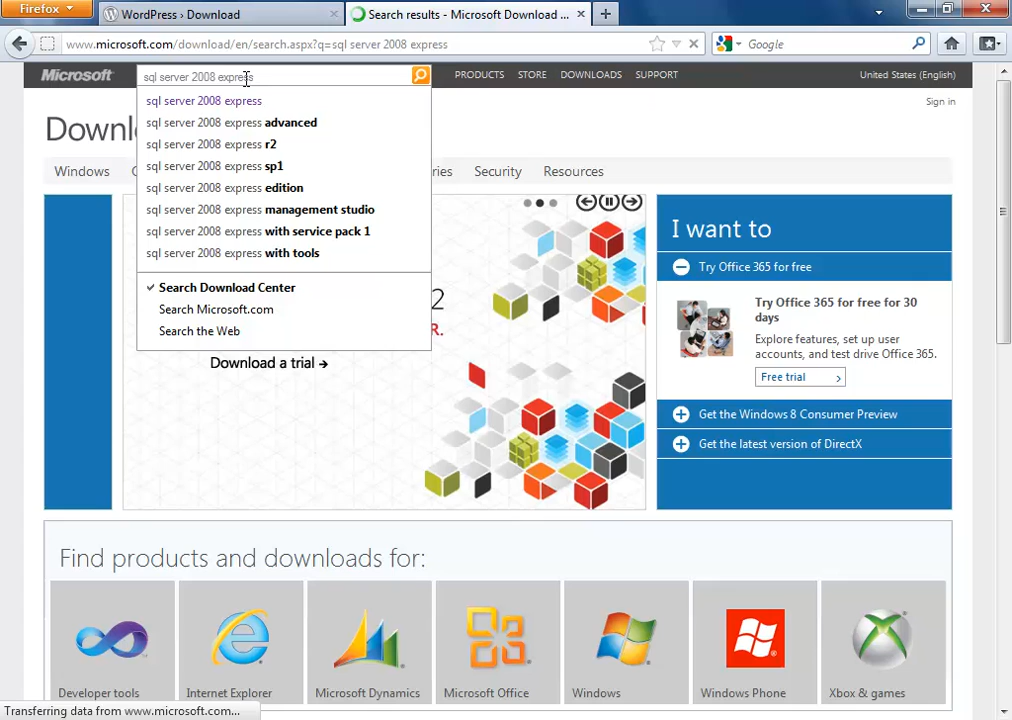 Firefox
WordPress › Download
Search results - Microsoft Download ...
www.microsoft.com/download/en/search.aspx?q=sql server 2008 express
Google
Microsoft
sql server 2008 express
PRODUCTS STORE DOWNLOADS SUPPORT
United States (English)
sql server 2008 express
Sign in
sql server 2008 express advanced
sql server 2008 express r2
sql server 2008 express sp1
sql server 2008 express edition
sql server 2008 express management studio
sql server 2008 express with service pack 1
sql server 2008 express with tools
Search Download Center
Search Microsoft.com
Search the Web
Windows
Security
Resources
2
R.
Download a trial
I want to
Try Office 365 for free
Try Office 365 for free for 30
days
Explore features, set up user
accounts, and test drive Office 365.
Free trial
Get the Windows 8 Consumer Preview
Get the latest version of DirectX
Find products and downloads for:
Developer tools
Internet Explorer
Microsoft Dynamics
Microsoft Office
Windows
Windows Phone
Xbox & games
Transferring data from www.microsoft.com...